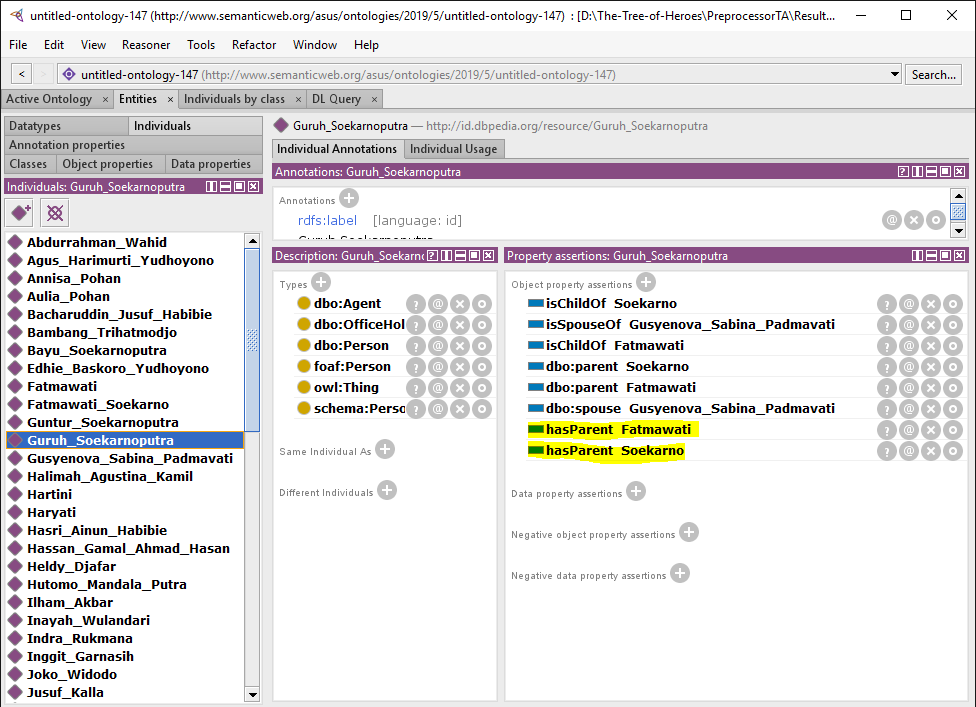 untitled-ontology-147 (http://www.semanticweb.org/asus/ontologies/2019/5/untitled-ontology-147) : [D:\The-Tree-of-Heroes\PreprocessorTA\Result...
File Edit View Reasoner Tools Refactor Window Help
< > untitled-ontology-147 (http://www.semanticweb.org/asus/ontologies/2019/5/untitled-ontology-147) Search...
Active Ontology × Entities × Individuals by class × DL Query ×
Datatypes Individuals
Annotation properties
Classes Object properties Data properties
Individuals: Guruh_Soekarnoputra
Abdurrahman_Wahid
Agus_Harimurti_Yudhoyono
Annisa_Pohan
Aulia_Pohan
Bacharuddin_Jusuf_Habibie
Bambang_Trihatmodjo
Bayu_Soekarnoputra
Edhie_Baskoro_Yudhoyono
Fatmawati
Fatmawati_Soekarno
Guntur_Soekarnoputra
Guruh_Soekarnoputra
Gusyenova_Sabina_Padmavati
Halimah_Agustina_Kamil
Hartini
Haryati
Hasri_Ainun_Habibie
Hassan_Gamal_Ahmad_Hasan
Heldy_Djafar
Hutomo_Mandala_Putra
Ilham_Akbar
Inayah_Wulandari
Indra_Rukmana
Inggit_Garnasih
Joko_Widodo
Jusuf_Kalla
Guruh_Soekarnoputra — http://id.dbpedia.org/resource/Guruh_Soekarnoputra
Individual Annotations Individual Usage
Annotations: Guruh_Soekarnoputra
Annotations
rdfs:label [language: id]
Description: Guruh_Soekarno
Types
dbo:Agent
dbo:OfficeHol
dbo:Person
foaf:Person
owl:Thing
schema:Perso
Same Individual As
Different Individuals
Property assertions: Guruh_Soekarnoputra
Object property assertions
isChildOf Soekarno
isSpouseOf Gusyenova_Sabina_Padmavati
isChildOf Fatmawati
dbo:parent Soekarno
dbo:parent Fatmawati
dbo:spouse Gusyenova_Sabina_Padmavati
hasParent Fatmawati
hasParent Soekarno
Data property assertions
Negative object property assertions
Negative data property assertions